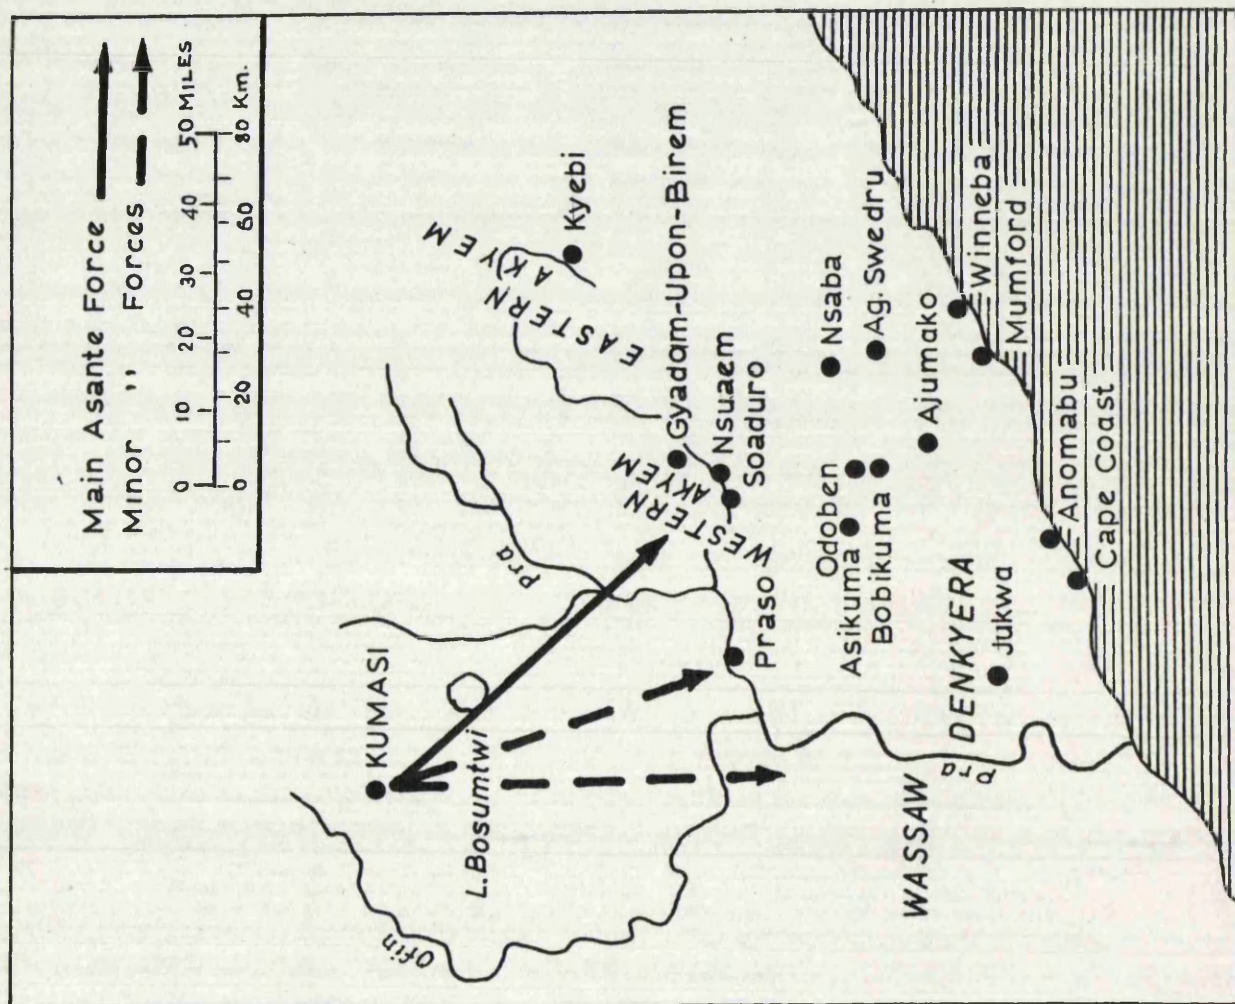 Main Asante Force
Minor ,, Forces
0 10 20 30 40 50 MILES
0 20 40 60 80 Km.
KUMASI
L.Bosumtwi
Ofin
Pra
EASTERN
AKYEM
Kyebi
Gyadam-upon-Birem
Nsuaem
Soaduro
WESTERN
AKYEM
Praso
Nsaba
Ag. Swedru
Odoben
Asikuma
Bobikuma
Ajumako
DENKYERA
Jukwa
WASSAW
Pra
Winneba
Mumford
Anomabu
Cape Coast